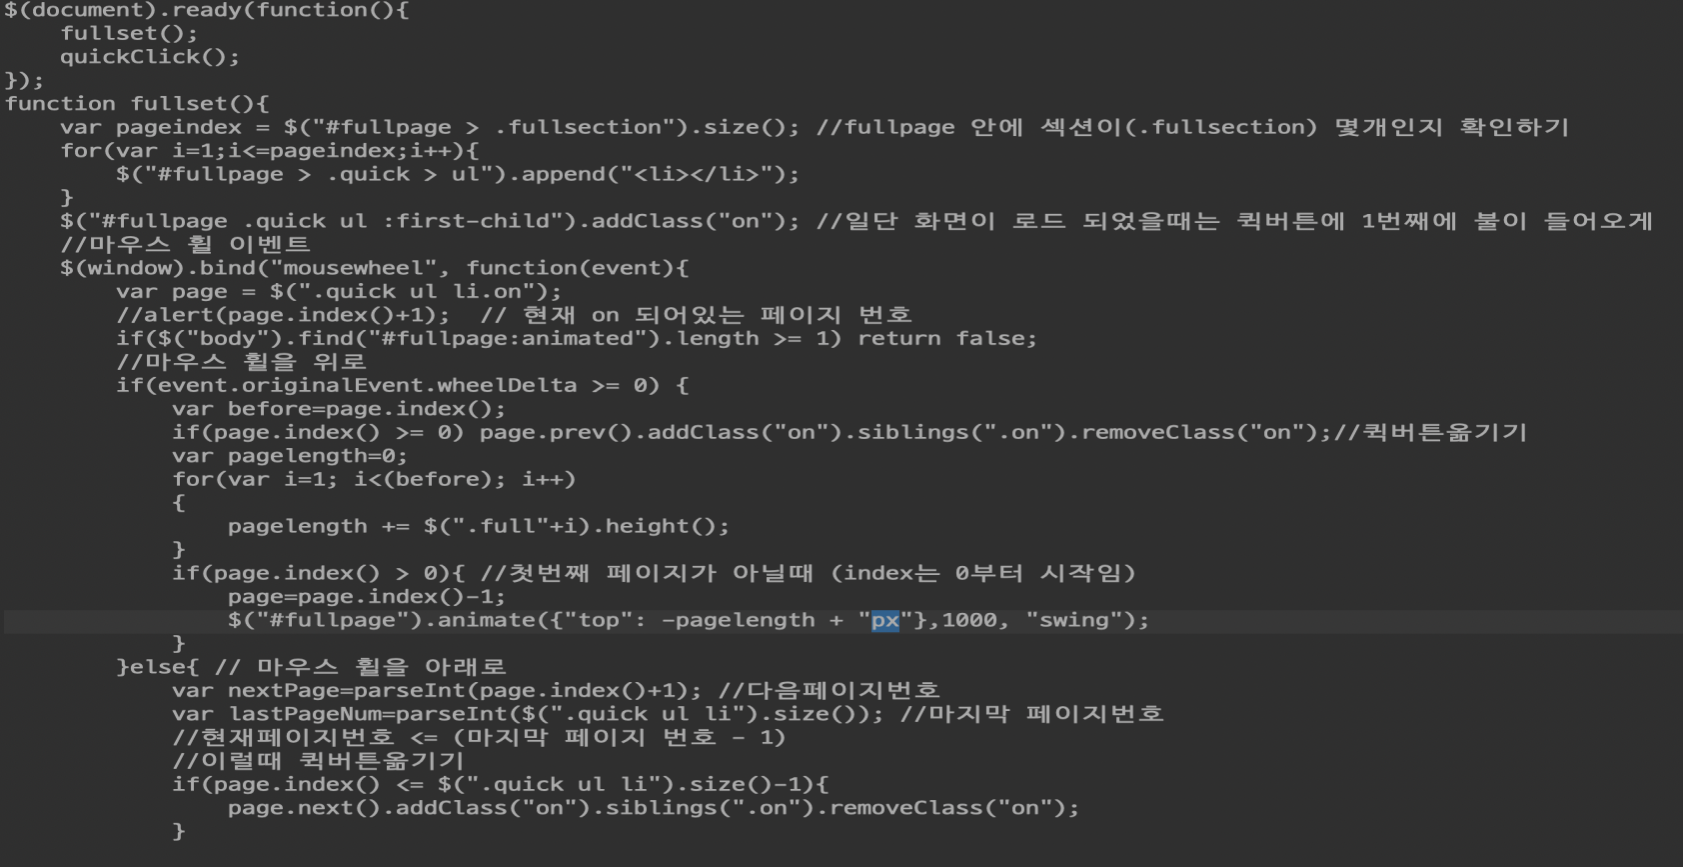 $(document).ready(function(){
    fullset();
    quickClick();
});
function fullset(){
    var pageindex = $("#fullpage > .fullsection").size(); //fullpage 안에 섹션이(.fullsection) 몇개인지 확인하기
    for(var i=1;i<=pageindex;i++){
        $("#fullpage > .quick > ul").append("<li></li>");
    }
    $("#fullpage .quick ul :first-child").addClass("on"); //일단 화면이 로드 되었을때는 퀵버튼에 1번째에 불이 들어오게
    //마우스 휠 이벤트
    $(window).bind("mousewheel", function(event){
        var page = $(".quick ul li.on");
        //alert(page.index()+1);  // 현재 on 되어있는 페이지 번호
        if($("body").find("#fullpage:animated").length >= 1) return false;
        //마우스 휠을 위로
        if(event.originalEvent.wheelDelta >= 0) {
            var before=page.index();
            if(page.index() >= 0) page.prev().addClass("on").siblings(".on").removeClass("on");//퀵버튼옮기기
            var pagelength=0;
            for(var i=1; i<(before); i++)
            {
                pagelength += $(".full"+i).height();
            }
            if(page.index() > 0){ //첫번째 페이지가 아닐때 (index는 0부터 시작임)
                page=page.index()-1;
                $("#fullpage").animate({"top": -pagelength + "px"},1000, "swing");
            }
        }else{ // 마우스 휠을 아래로
            var nextPage=parseInt(page.index()+1); //다음페이지번호
            var lastPageNum=parseInt($(".quick ul li").size()); //마지막 페이지번호
            //현재페이지번호 <= (마지막 페이지 번호 - 1)
            //이럴때 퀵버튼옮기기
            if(page.index() <= $(".quick ul li").size()-1){
                page.next().addClass("on").siblings(".on").removeClass("on");
            }